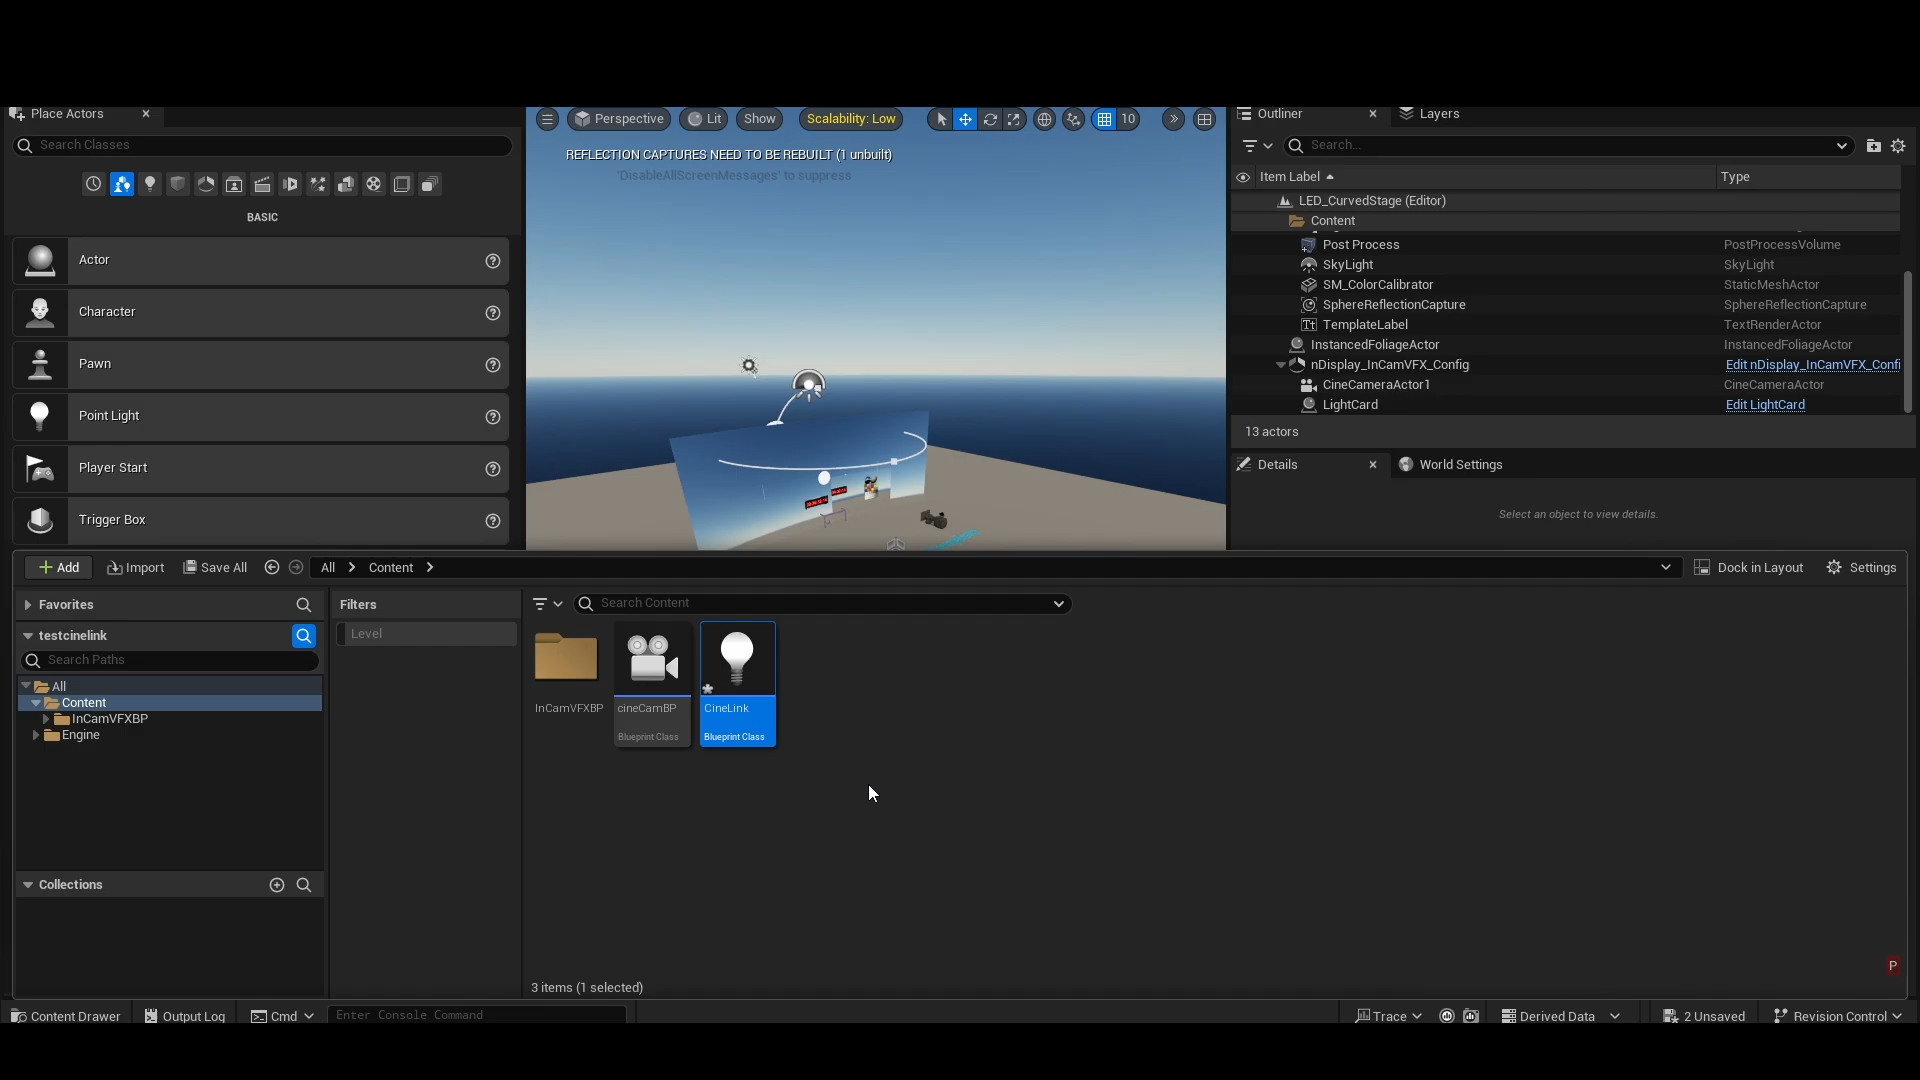 Place Actors
Search Classes
BASIC
Actor
Character
Pawn
Point Light
Player Start
Trigger Box
Perspective
Lit
Show
Scalability: Low
10
REFLECTION CAPTURES NEED TO BE REBUILT (1 unbuilt)
'DisableAllScreenMessages' to suppress
Outliner
Layers
Search...
Item Label
Type
LED_CurvedStage (Editor)
Content
Post Process PostProcessVolume
SkyLight SkyLight
SM_ColorCalibrator StaticMeshActor
SphereReflectionCapture SphereReflectionCapture
TemplateLabel TextRenderActor
InstancedFoliageActor InstancedFoliageActor
nDisplay_InCamVFX_Config Edit nDisplay_InCamVFX_Confi
CineCameraActor1 CineCameraActor
LightCard Edit LightCard
13 actors
Details
World Settings
Select an object to view details.
Add
Import
Save All
All
Content
Dock in Layout
Settings
Favorites
testcinelink
Search Paths
All
Content
InCamVFXBP
Engine
Collections
Filters
Level
Search Content
InCamVFXBP
cineCamBP
Blueprint Class
CineLink
Blueprint Class
3 items (1 selected)
P
Content Drawer
Output Log
Cmd
Enter Console Command
Trace
Derived Data
2 Unsaved
Revision Control